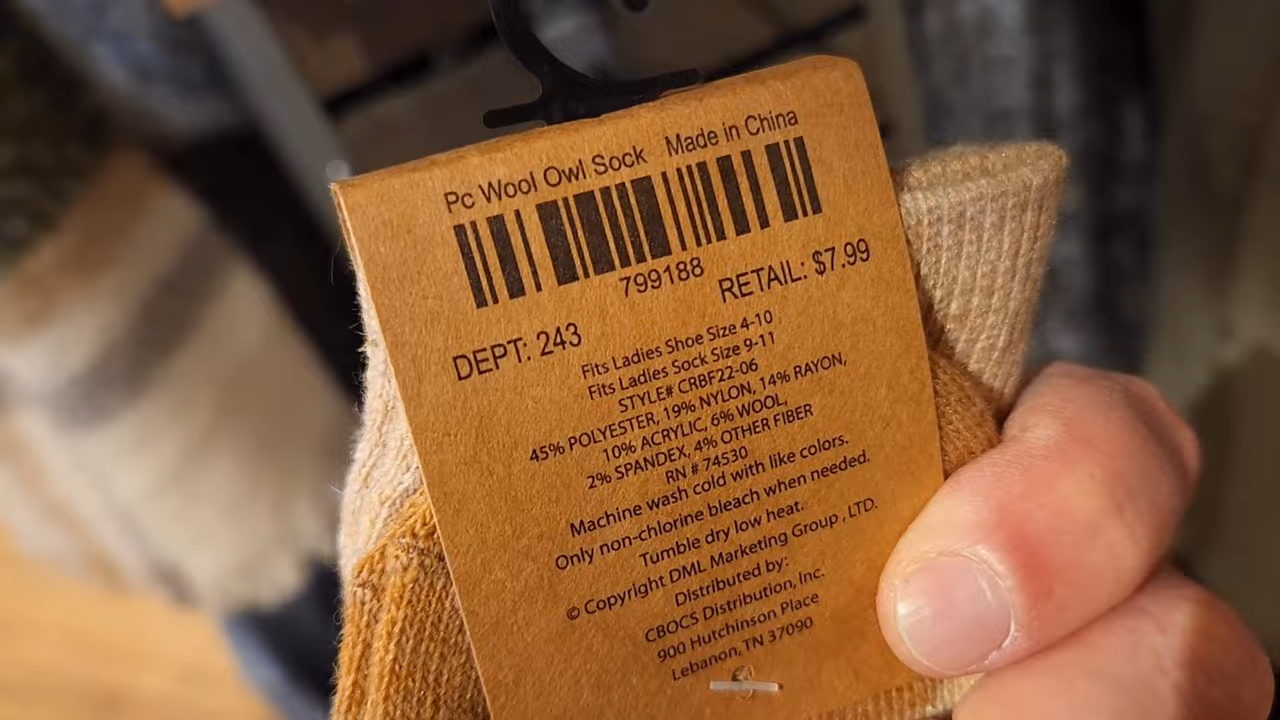 Pc Wool Owl Sock Made in China
799188
RETAIL: $7.99
DEPT: 243
Fits Ladies Shoe Size 4-10
Fits Ladies Sock Size 9-11
STYLE# CRBF22-06
45% POLYESTER, 19% NYLON, 14% RAYON,
10% ACRYLIC, 6% WOOL,
2% SPANDEX, 4% OTHER FIBER
RN # 74530
Machine wash cold with like colors.
Only non-chlorine bleach when needed.
Tumble dry low heat.
© Copyright DML Marketing Group , LTD.
Distributed by:
CBOCS Distribution, Inc.
900 Hutchinson Place
Lebanon, TN 37090